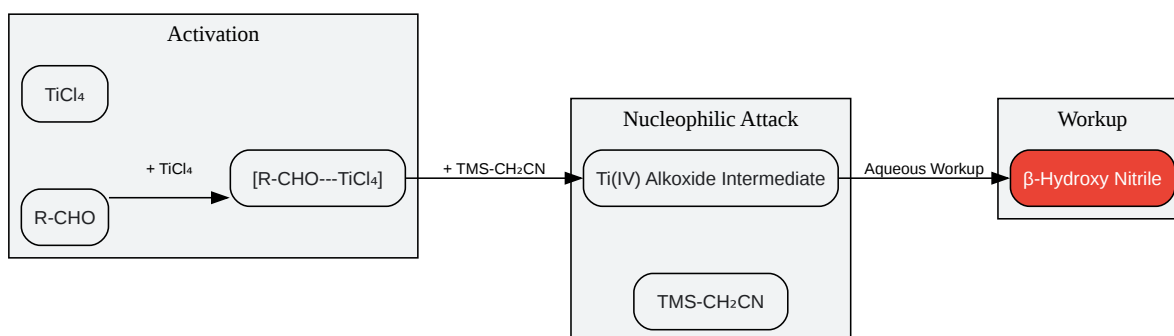 Activation
TiCl₄
R-CHO
+ TiCl₄
[R-CHO---TiCl₄]
+ TMS-CH₂CN
Nucleophilic Attack
Ti(IV) Alkoxide Intermediate
TMS-CH₂CN
Aqueous Workup
Workup
β-Hydroxy Nitrile